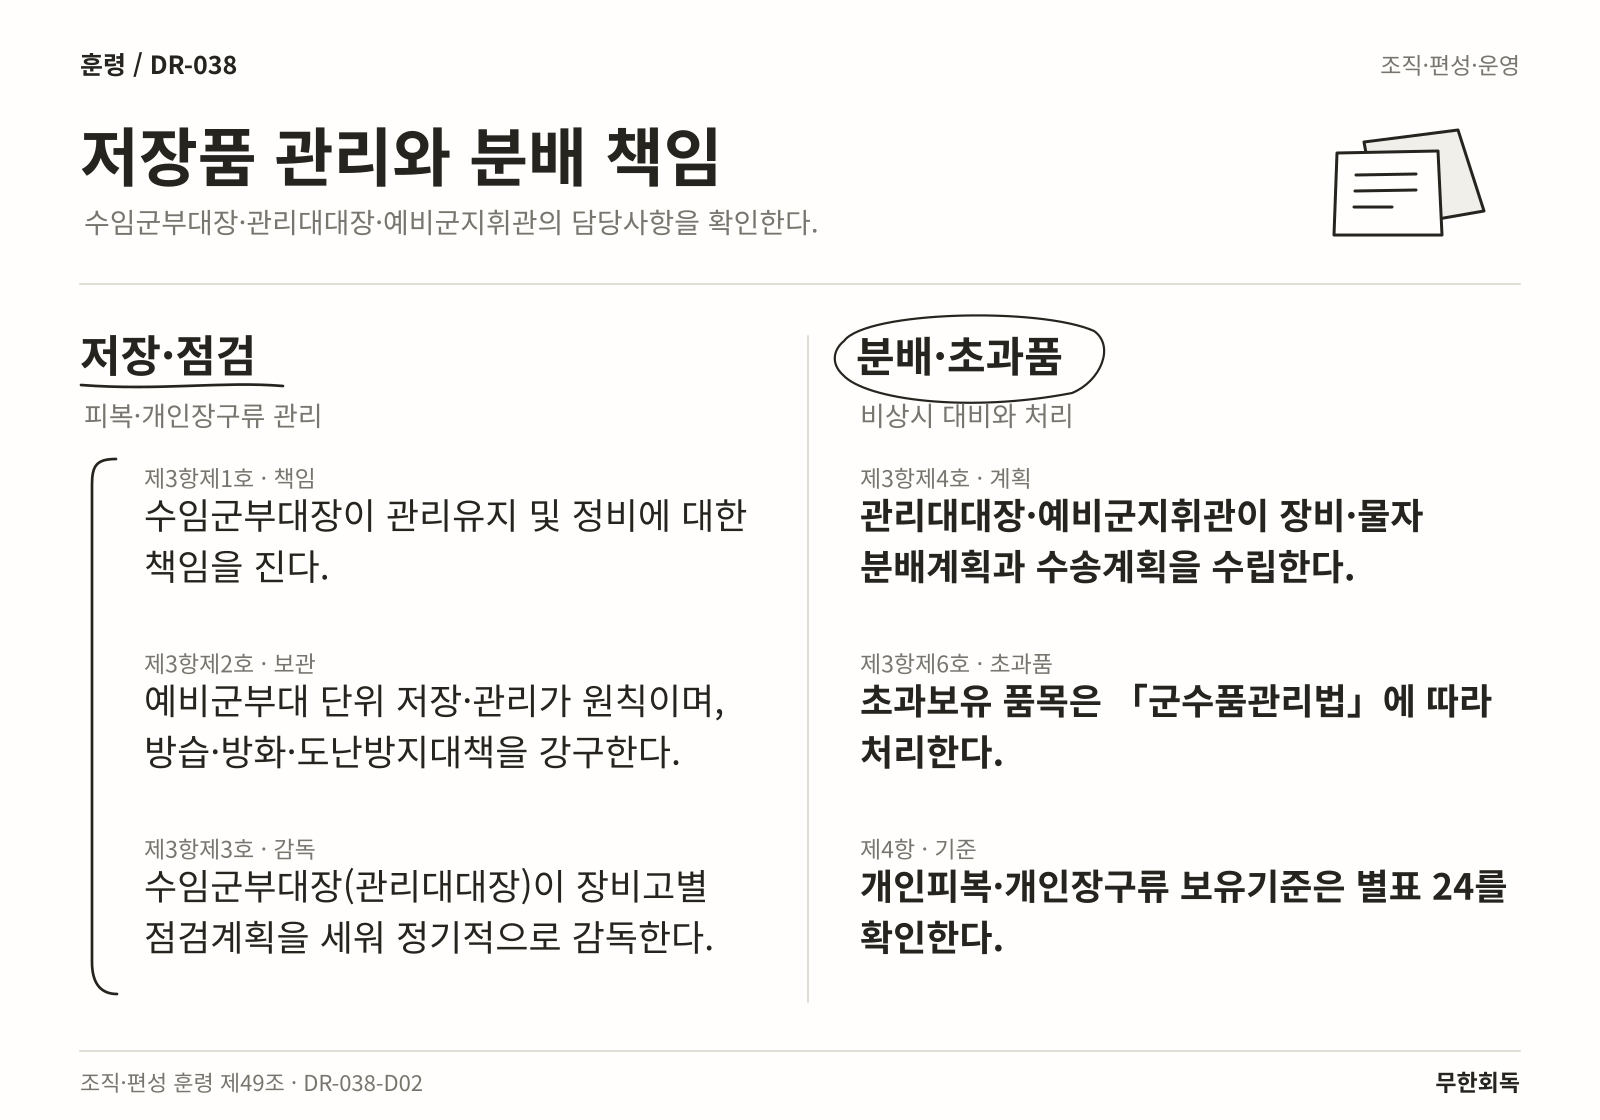 훈령 / DR-038
조직·편성·운영
저장품 관리와 분배 책임
수임군부대장·관리대대장·예비군지휘관의 담당사항을 확인한다.
저장·점검
피복·개인장구류 관리
제3항제1호 · 책임
수임군부대장이 관리유지 및 정비에 대한
책임을 진다.
제3항제2호 · 보관
예비군부대 단위 저장·관리가 원칙이며,
방습·방화·도난방지대책을 강구한다.
제3항제3호 · 감독
수임군부대장(관리대대장)이 장비고별
점검계획을 세워 정기적으로 감독한다.
분배·초과품
비상시 대비와 처리
제3항제4호 · 계획
관리대대장·예비군지휘관이 장비·물자
분배계획과 수송계획을 수립한다.
제3항제6호 · 초과품
초과보유 품목은 「군수품관리법」에 따라
처리한다.
제4항 · 기준
개인피복·개인장구류 보유기준은 별표 24를
확인한다.
조직·편성 훈령 제49조 · DR-038-D02
무한회독